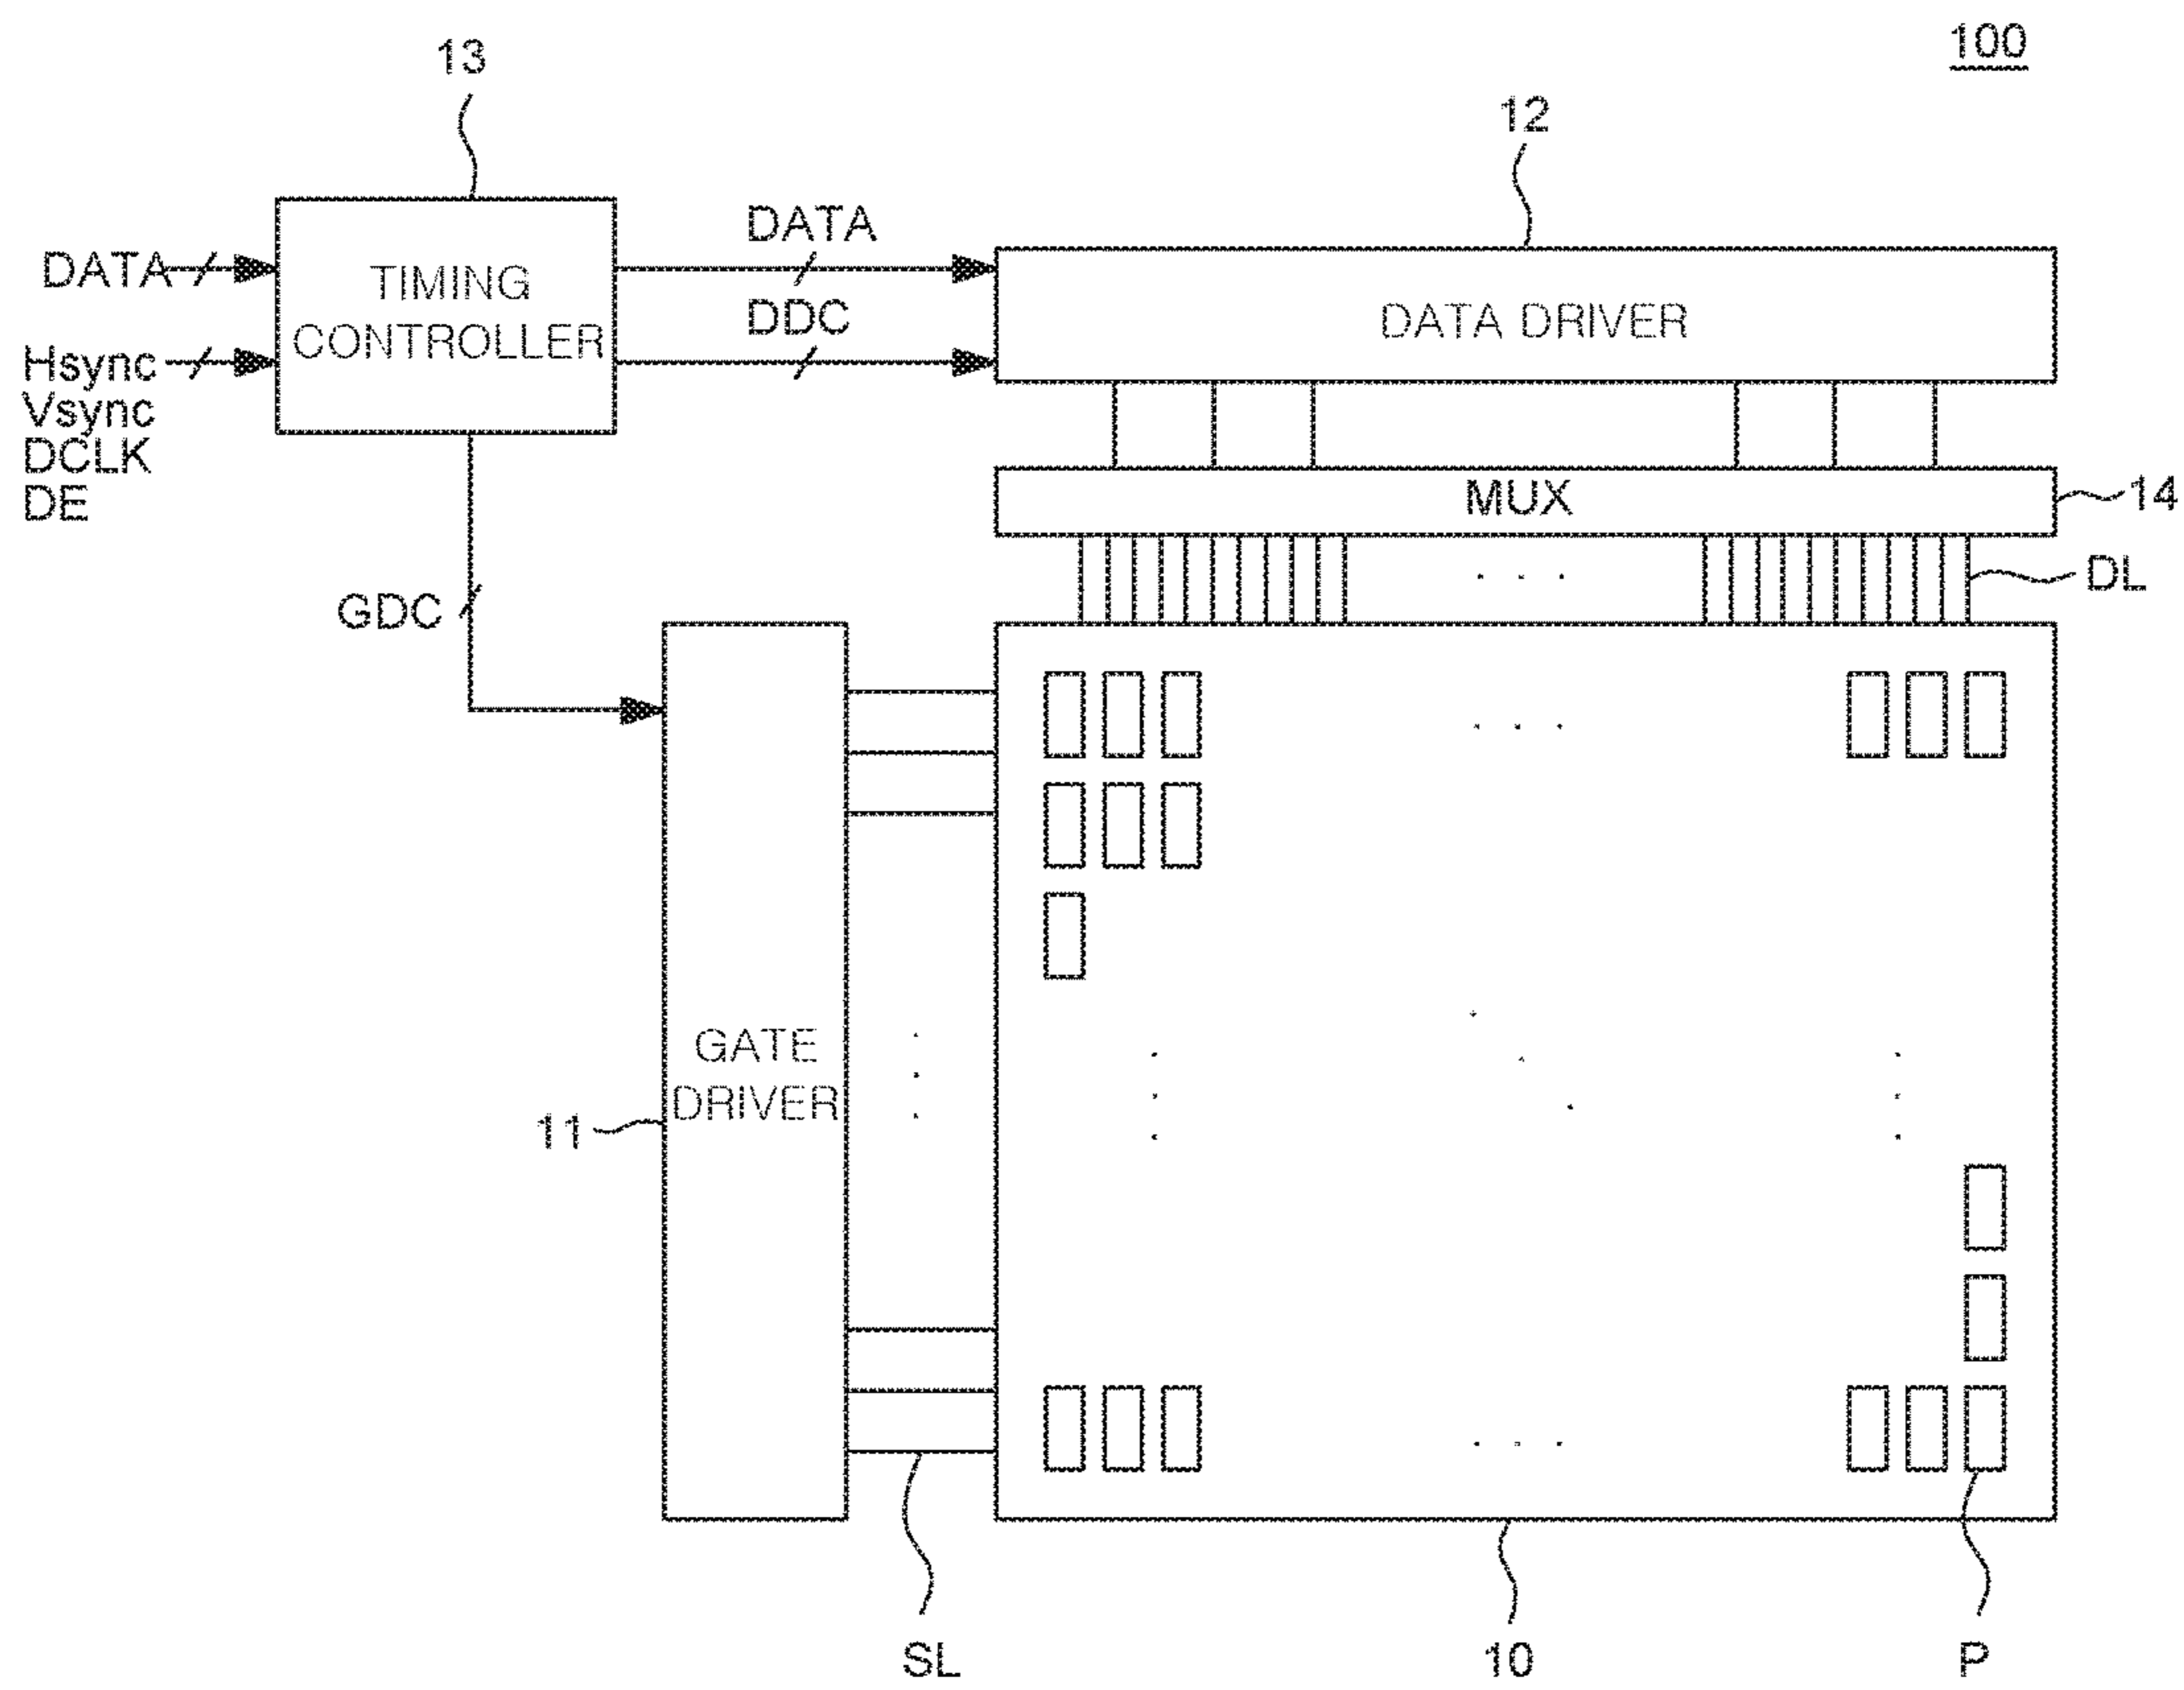 100
13
12
DATA
DATA
TIMING
CONTROLLER
DDC
DATA DRIVER
Hsync
Vsync
DCLK
DE
MUX
14
DL
GDC
GATE
DRIVER
11
SL
10
P